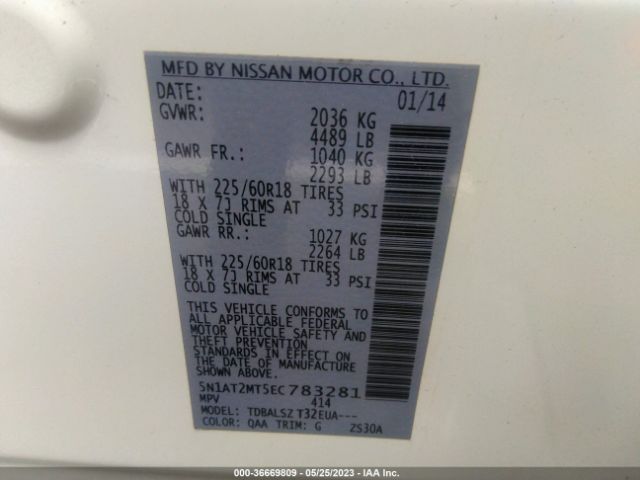 MFD BY NISSAN MOTOR CO., LTD.
DATE: 01/14
GVWR: 2036 KG
4489 LB
GAWR FR.: 1040 KG
2293 LB
WITH 225/60R18 TIRES
18 X 7J RIMS AT 33 PSI
COLD SINGLE
GAWR RR.: 1027 KG
2264 LB
WITH 225/60R18 TIRES
18 X 7J RIMS AT 33 PSI
COLD SINGLE
THIS VEHICLE CONFORMS TO
ALL APPLICABLE FEDERAL
MOTOR VEHICLE SAFETY AND
THEFT PREVENTION
STANDARDS IN EFFECT ON
THE DATE OF MANUFACTURE
5N1AT2MT5EC783281
MPV 414
MODEL: TDBALSZ T32EUA---
COLOR: QAA TRIM: G ZS30A
000-36669809 - 05/25/2023 - IAA Inc.